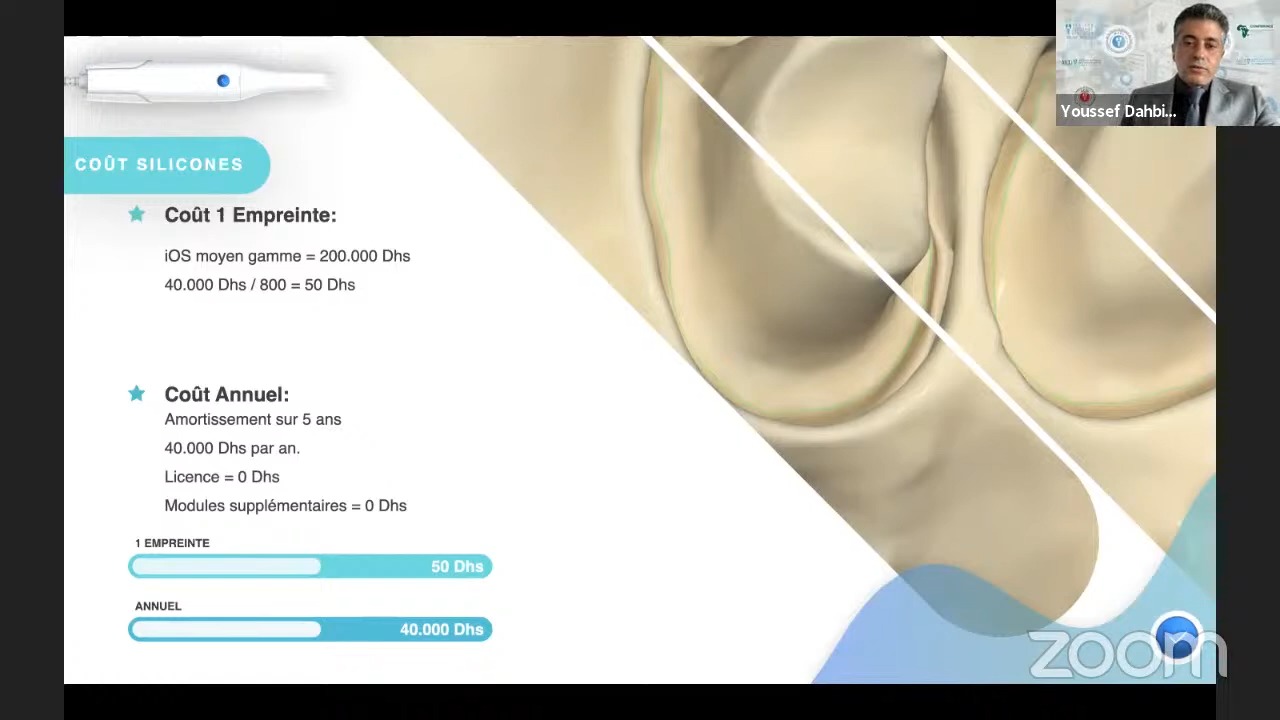 COÛT SILICONES
Coût 1 Empreinte:
iOS moyen gamme = 200.000 Dhs
40.000 Dhs / 800 = 50 Dhs
Coût Annuel:
Amortissement sur 5 ans
40.000 Dhs par an.
Licence = 0 Dhs
Modules supplémentaires = 0 Dhs
1 EMPREINTE
50 Dhs
ANNUEL
40.000 Dhs
Youssef Dahbi...
zoom